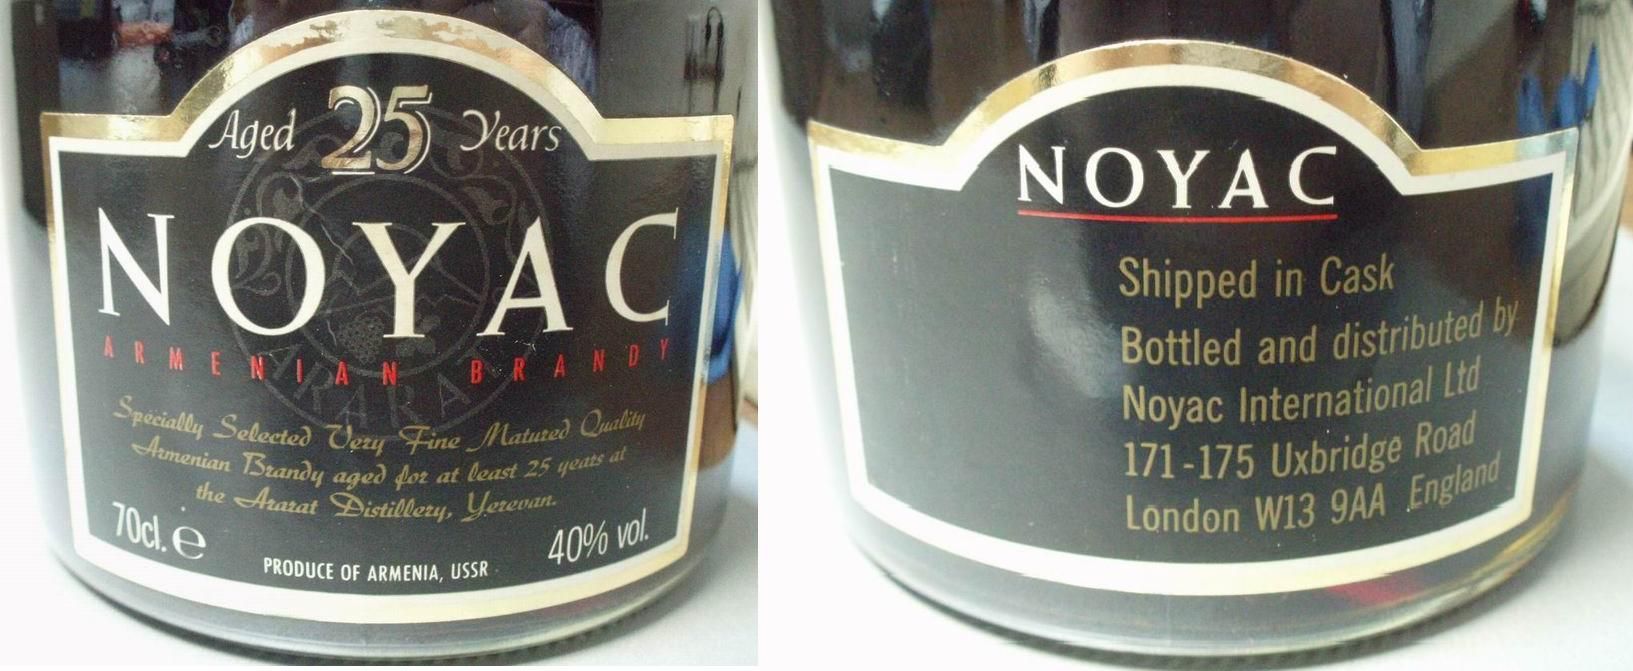 Aged 25 Years
NOYAC
ARMENIAN BRANDY
ARARAT
Specially Selected Very Fine Matured Quality
Armenian Brandy aged for at least 25 years at
the Ararat Distillery, Yerevan.
70cl. e
40% vol.
PRODUCE OF ARMENIA, USSR
NOYAC
Shipped in Cask
Bottled and distributed by
Noyac International Ltd
171-175 Uxbridge Road
London W13 9AA England